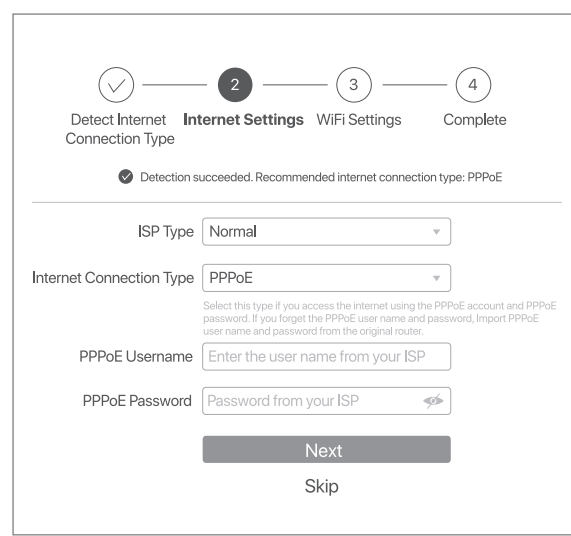 2
3
4
Detect Internet
Connection Type
Internet Settings
WiFi Settings
Complete
Detection succeeded. Recommended internet connection type: PPPoE
ISP Type
Normal
Internet Connection Type
PPPoE
Select this type if you access the internet using the PPPoE account and PPPoE
password. If you forget the PPPoE user name and password, Import PPPoE
user name and password from the original router.
PPPoE Username
Enter the user name from your ISP
PPPoE Password
Password from your ISP
Next
Skip